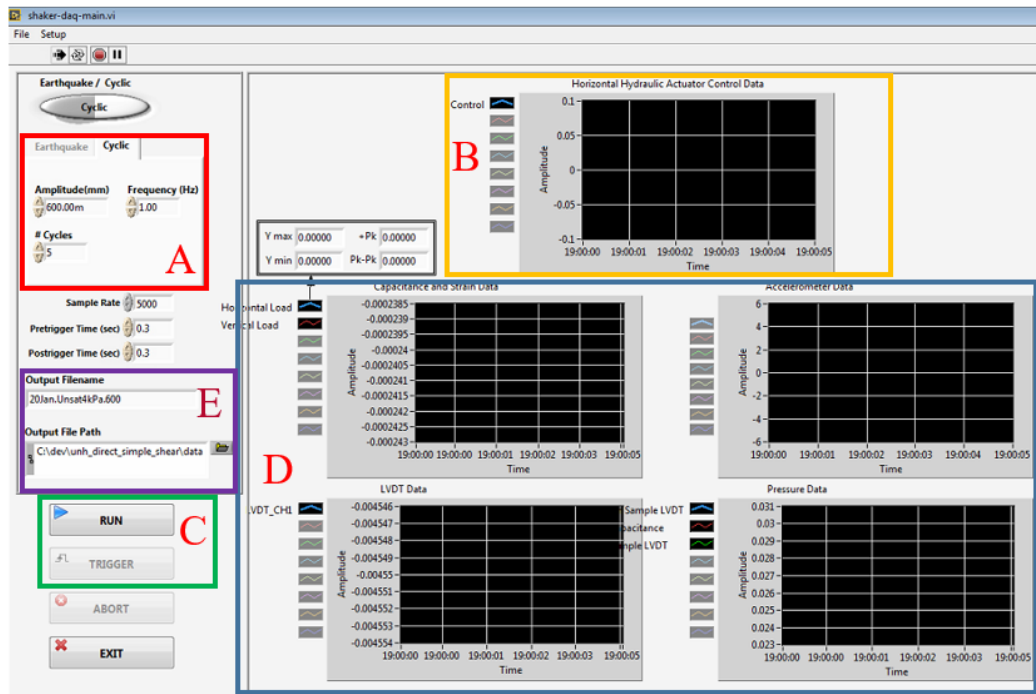 shaker-daq-main.vi
File Setup
Earthquake / Cyclic
Cyclic
Earthquake Cyclic
Amplitude(mm) Frequency (Hz)
600.00m 1.00
# Cycles
5
A
Sample Rate 5000
Pretrigger Time (sec) 0.3
Postrigger Time (sec) 0.3
Output Filename
20Jan.Unsat4kPa.600
E
Output File Path
C:\dev\unh_direct_simple_shear\data
RUN
C
TRIGGER
ABORT
EXIT
Horizontal Hydraulic Actuator Control Data
Control
B
Amplitude
0.1
0.05
0
-0.05
-0.1
19:00:00 19:00:01 19:00:02 19:00:03 19:00:04 19:00:05
Time
Y max 0.00000 +Pk 0.00000
Y min 0.00000 Pk-Pk 0.00000
D
Capacitance and Strain Data
Horizontal Load
Vertical Load
Amplitude
-0.0002385
-0.000239
-0.0002395
-0.00024
-0.0002405
-0.000241
-0.0002415
-0.000242
-0.0002425
-0.000243
19:00:00 19:00:01 19:00:02 19:00:03 19:00:04 19:00:05
Time
Accelerometer Data
Amplitude
6
4
2
0
-2
-4
-6
19:00:00 19:00:01 19:00:02 19:00:03 19:00:04 19:00:05
Time
LVDT Data
LVDT_CH1
Amplitude
-0.004546
-0.004547
-0.004548
-0.004549
-0.00455
-0.004551
-0.004552
-0.004553
-0.004554
19:00:00 19:00:01 19:00:02 19:00:03 19:00:04 19:00:05
Time
Pressure Data
Sample LVDT
pacitance
mple LVDT
Amplitude
0.031
0.03
0.029
0.028
0.027
0.026
0.025
0.024
0.023
19:00:00 19:00:01 19:00:02 19:00:03 19:00:04 19:00:05
Time